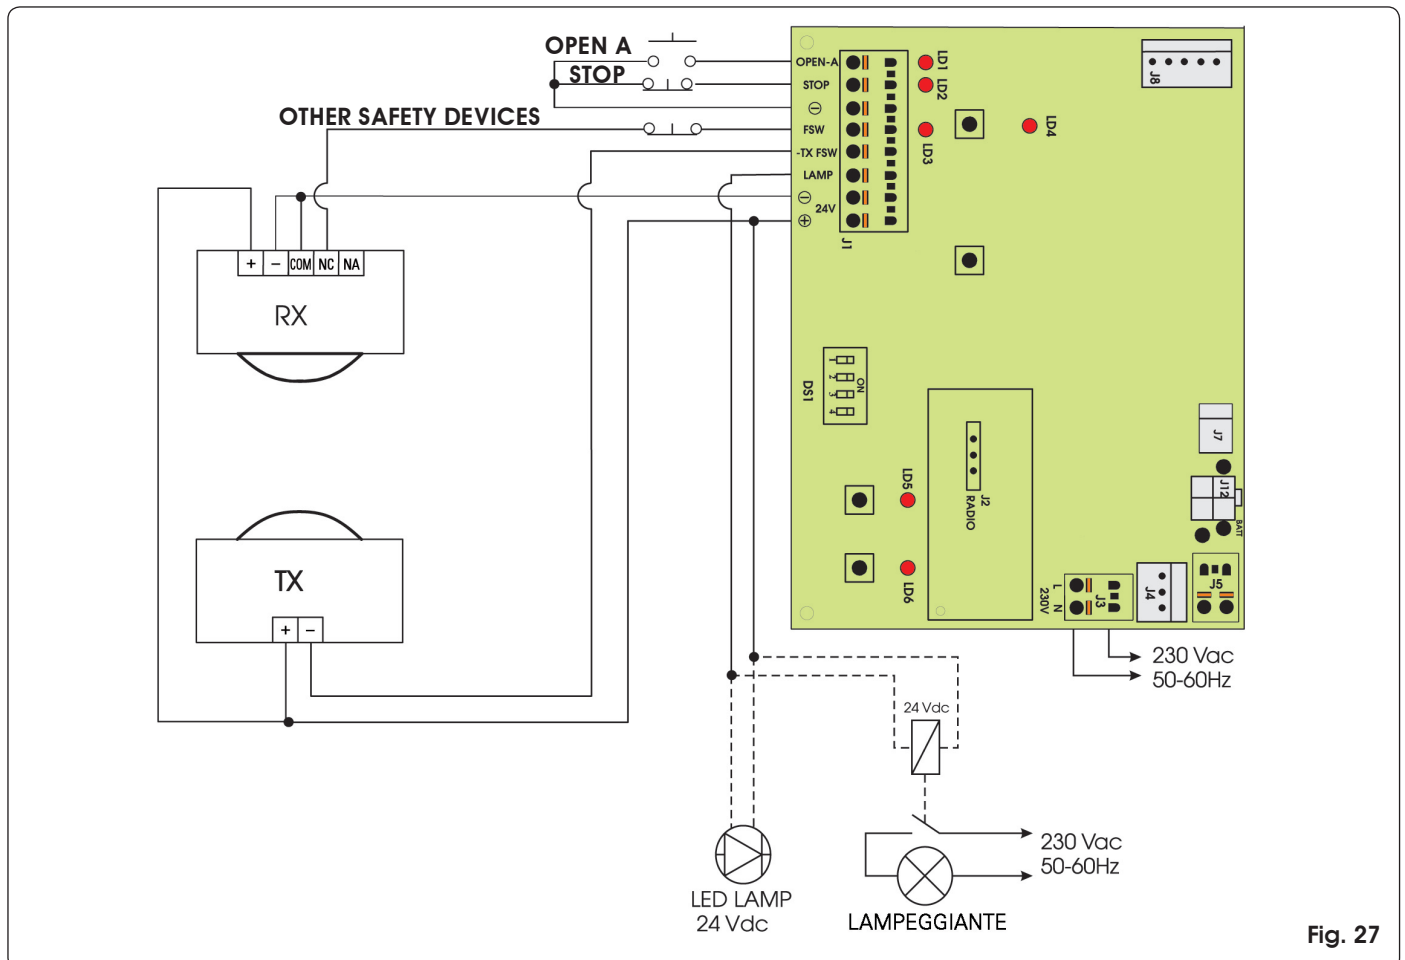 OPEN A
STOP
OTHER SAFETY DEVICES
OPEN-A
STOP
⊖
FSW
-TX FSW
LAMP
⊖
24V
⊕
J1
LD1
LD2
LD3
LD4
J8
+ − COM NC NA
RX
TX
+ −
DS1
1
2
3
4
ON
LD5
LD6
J2
RADIO
J7
J12
BATT
J5
J4
J3
L N
230V
230 Vac
50-60Hz
24 Vdc
230 Vac
50-60Hz
LED LAMP
24 Vdc
LAMPEGGIANTE
Fig. 27